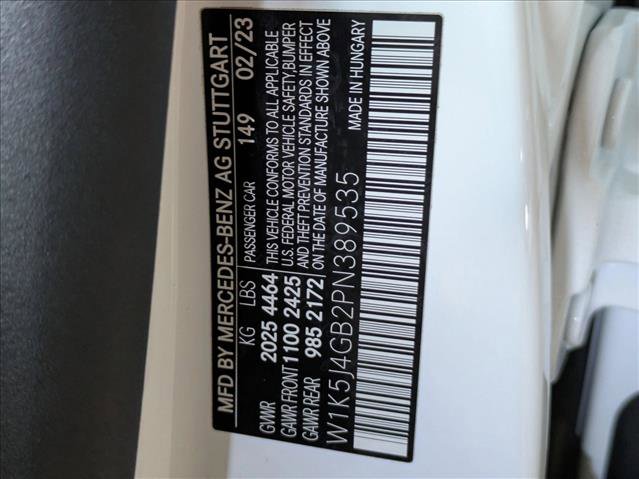 MFD BY MERCEDES-BENZ AG STUTTGART
KG LBS PASSENGER CAR 149 02/23
GVWR 2025 4464 THIS VEHICLE CONFORMS TO ALL APPLICABLE
GAWR FRONT 1100 2425 U.S. FEDERAL MOTOR VEHICLE SAFETY,BUMPER
GAWR REAR 985 2172 AND THEFT PREVENTION STANDARDS IN EFFECT
ON THE DATE OF MANUFACTURE SHOWN ABOVE
W1K5J4GB2PN389535 MADE IN HUNGARY